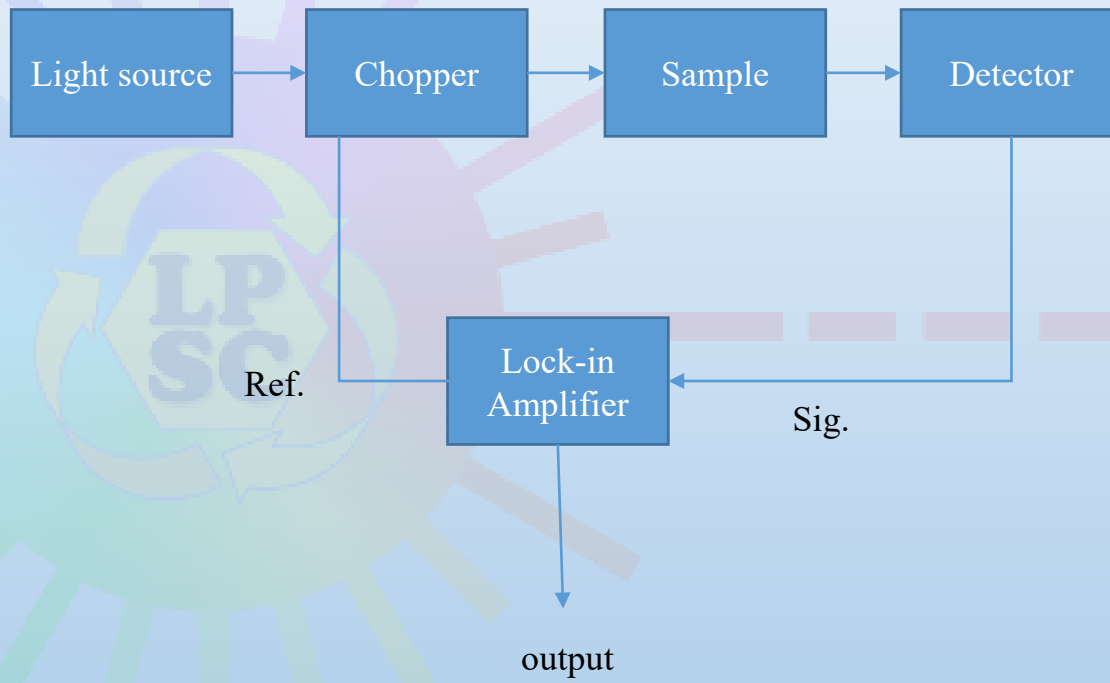 Light source
Chopper
Sample
Detector
LP
SC
Lock-in
Amplifier
Ref.
Sig.
output